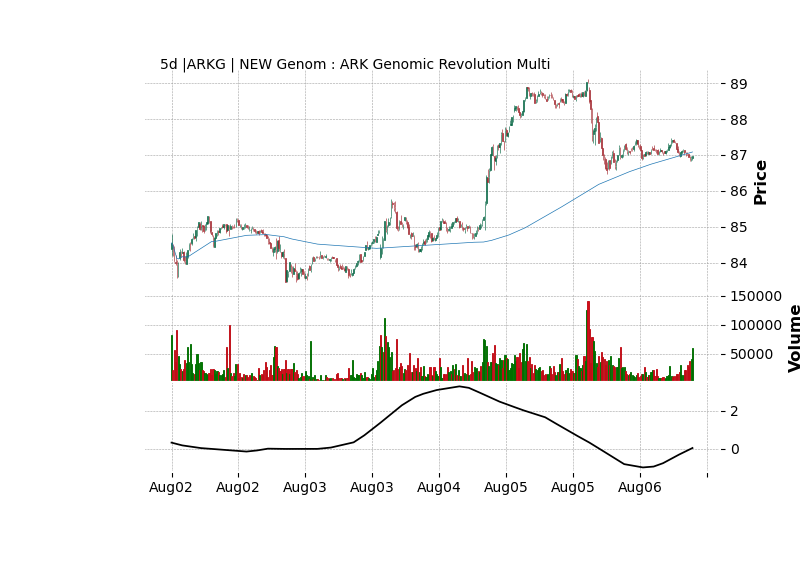 5d |ARKG | NEW Genom : ARK Genomic Revolution Multi
89
88
87
86
85
84
Price
150000
100000
50000
Volume
2
0
Aug02 Aug02 Aug03 Aug03 Aug04 Aug05 Aug05 Aug06